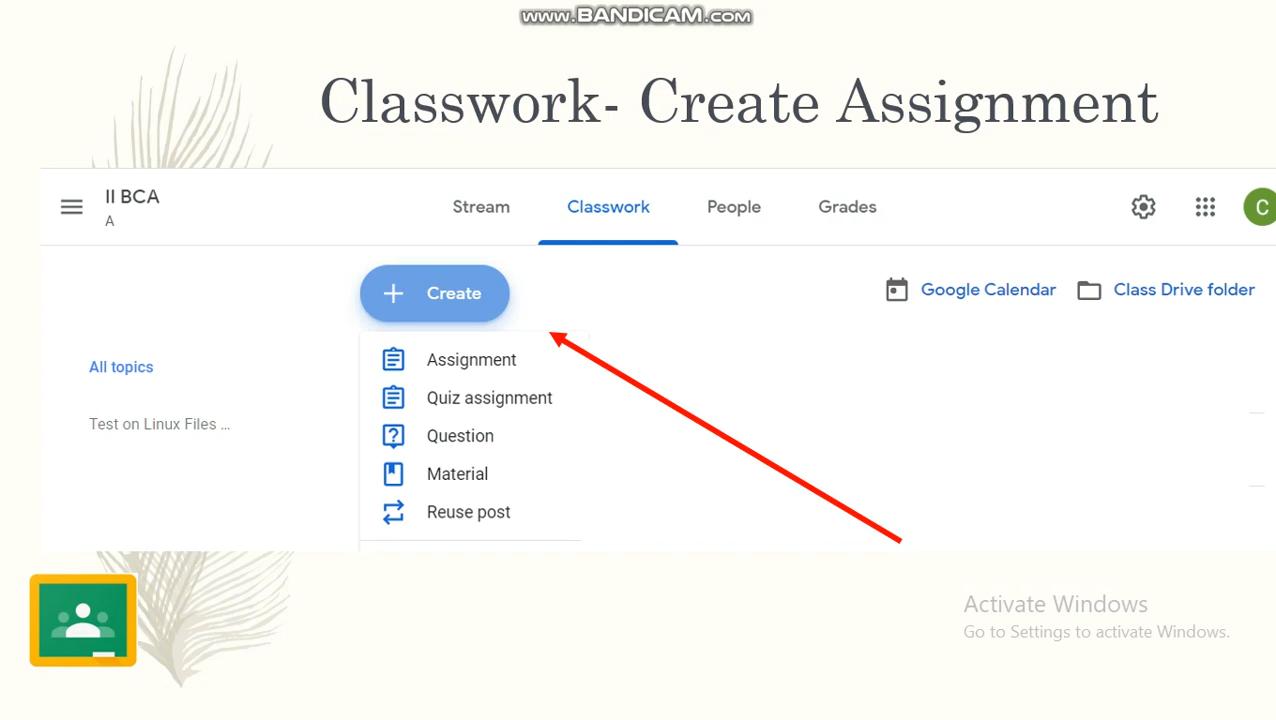 www.BANDICAM.com
Classwork- Create Assignment
II BCA
A
Stream
Classwork
People
Grades
C
Create
Google Calendar
Class Drive folder
All topics
Test on Linux Files ...
Assignment
Quiz assignment
Question
Material
Reuse post
Activate Windows
Go to Settings to activate Windows.